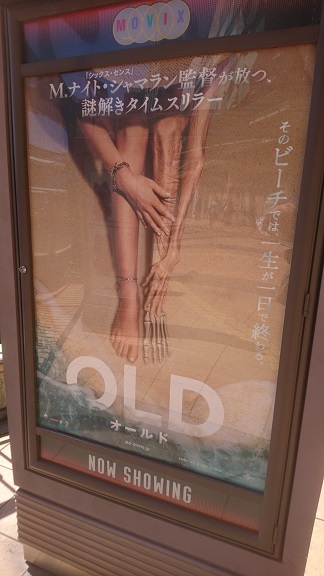 MOVIX
「シックス・センス」
M.ナイト・シャマラン監督が放つ、
謎解きタイムスリラー
そのビーチでは、一生が一日で終わる。
OLD
オールド
NOW SHOWING